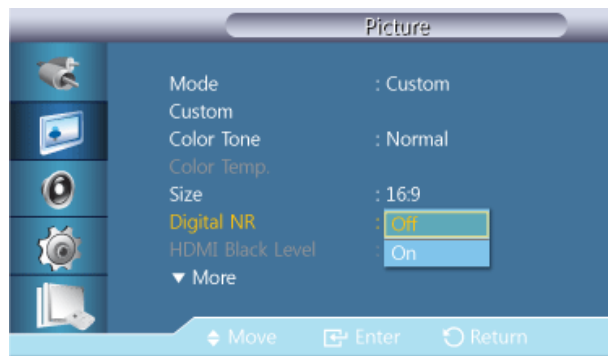 Picture
Mode : Custom
Custom
Color Tone : Normal
Color Temp.
Size : 16:9
Digital NR : Off
HDMI Black Level : On
▼ More
Move Enter Return